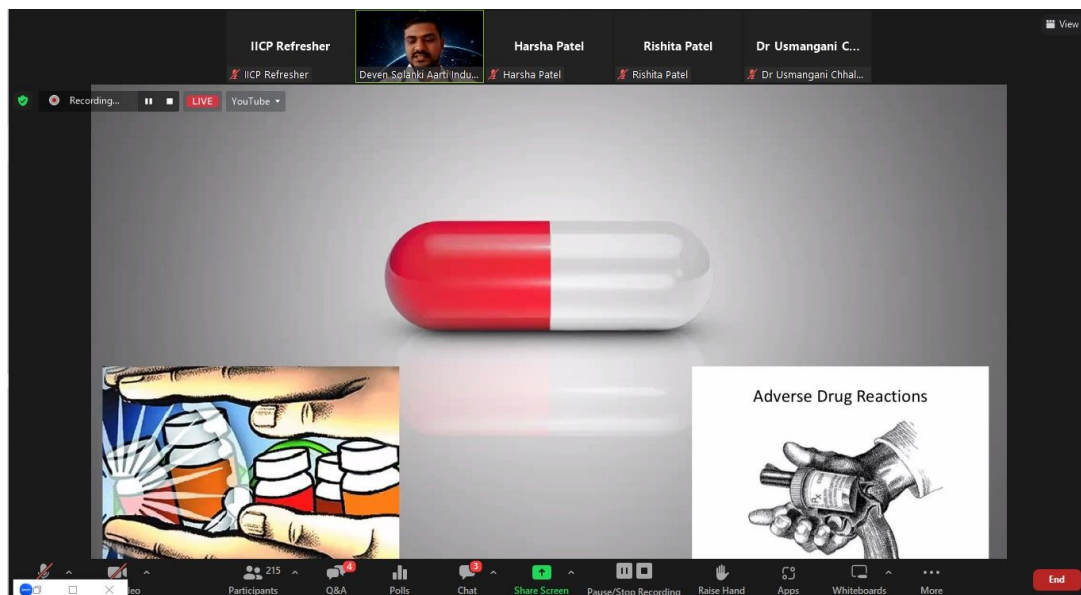 View
IICP Refresher
Harsha Patel
Rishita Patel
Dr Usmangani C...
IICP Refresher
Deven Solanki Aarti Indu...
Harsha Patel
Rishita Patel
Dr Usmangani Chhal...
Recording...
LIVE
YouTube
Adverse Drug Reactions
Rx
215
4
3
eo
Participants
Q&A
Polls
Chat
Share Screen
Pause/Stop Recording
Raise Hand
Apps
Whiteboards
More
End